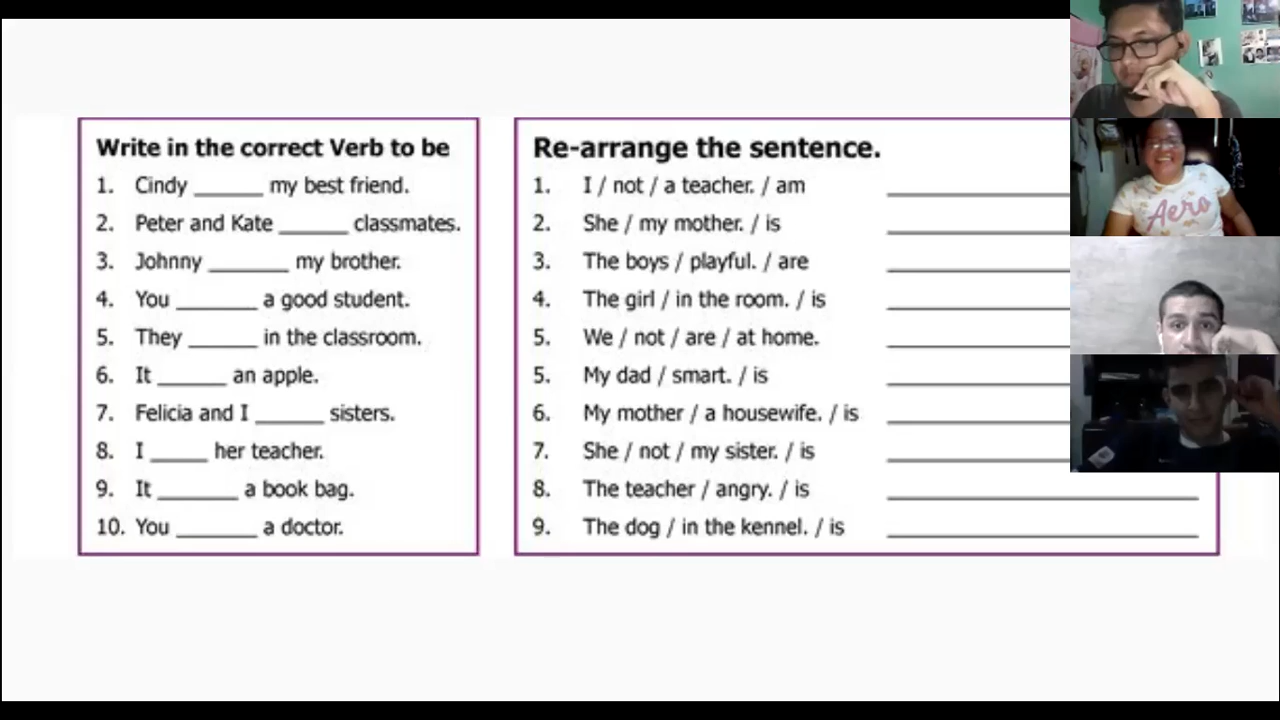 Write in the correct Verb to be
1. Cindy ______ my best friend.
2. Peter and Kate ______ classmates.
3. Johnny _______ my brother.
4. You _______ a good student.
5. They ______ in the classroom.
6. It ______ an apple.
7. Felicia and I ______ sisters.
8. I _____ her teacher.
9. It _______ a book bag.
10. You _______ a doctor.
Re-arrange the sentence.
1. I / not / a teacher. / am
2. She / my mother. / is
3. The boys / playful. / are
4. The girl / in the room. / is
5. We / not / are / at home.
5. My dad / smart. / is
6. My mother / a housewife. / is
7. She / not / my sister. / is
8. The teacher / angry. / is
9. The dog / in the kennel. / is
Aero